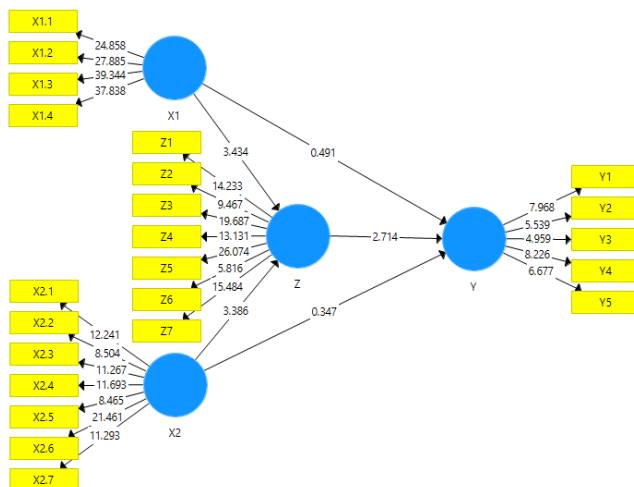 X1.1
X1.2
X1.3
X1.4
24.858
27.885
39.344
37.838
X1
3.434
0.491
Z1
Z2
Z3
Z4
Z5
Z6
Z7
14.233
9.467
19.687
13.131
26.074
5.816
15.484
Z
2.714
Y
7.968
5.539
4.959
8.226
6.677
Y1
Y2
Y3
Y4
Y5
3.386
0.347
X2.1
X2.2
X2.3
X2.4
X2.5
X2.6
X2.7
12.241
8.504
11.267
11.693
8.465
21.461
11.293
X2